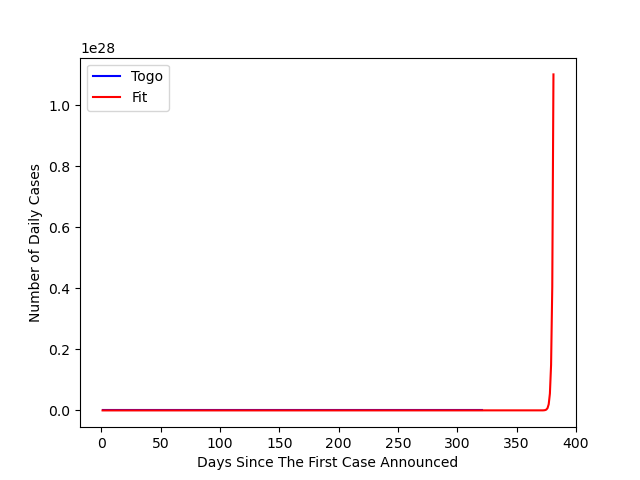 1e28
Togo
Fit
1.0
0.8
0.6
0.4
0.2
0.0
Number of Daily Cases
0 50 100 150 200 250 300 350 400
Days Since The First Case Announced